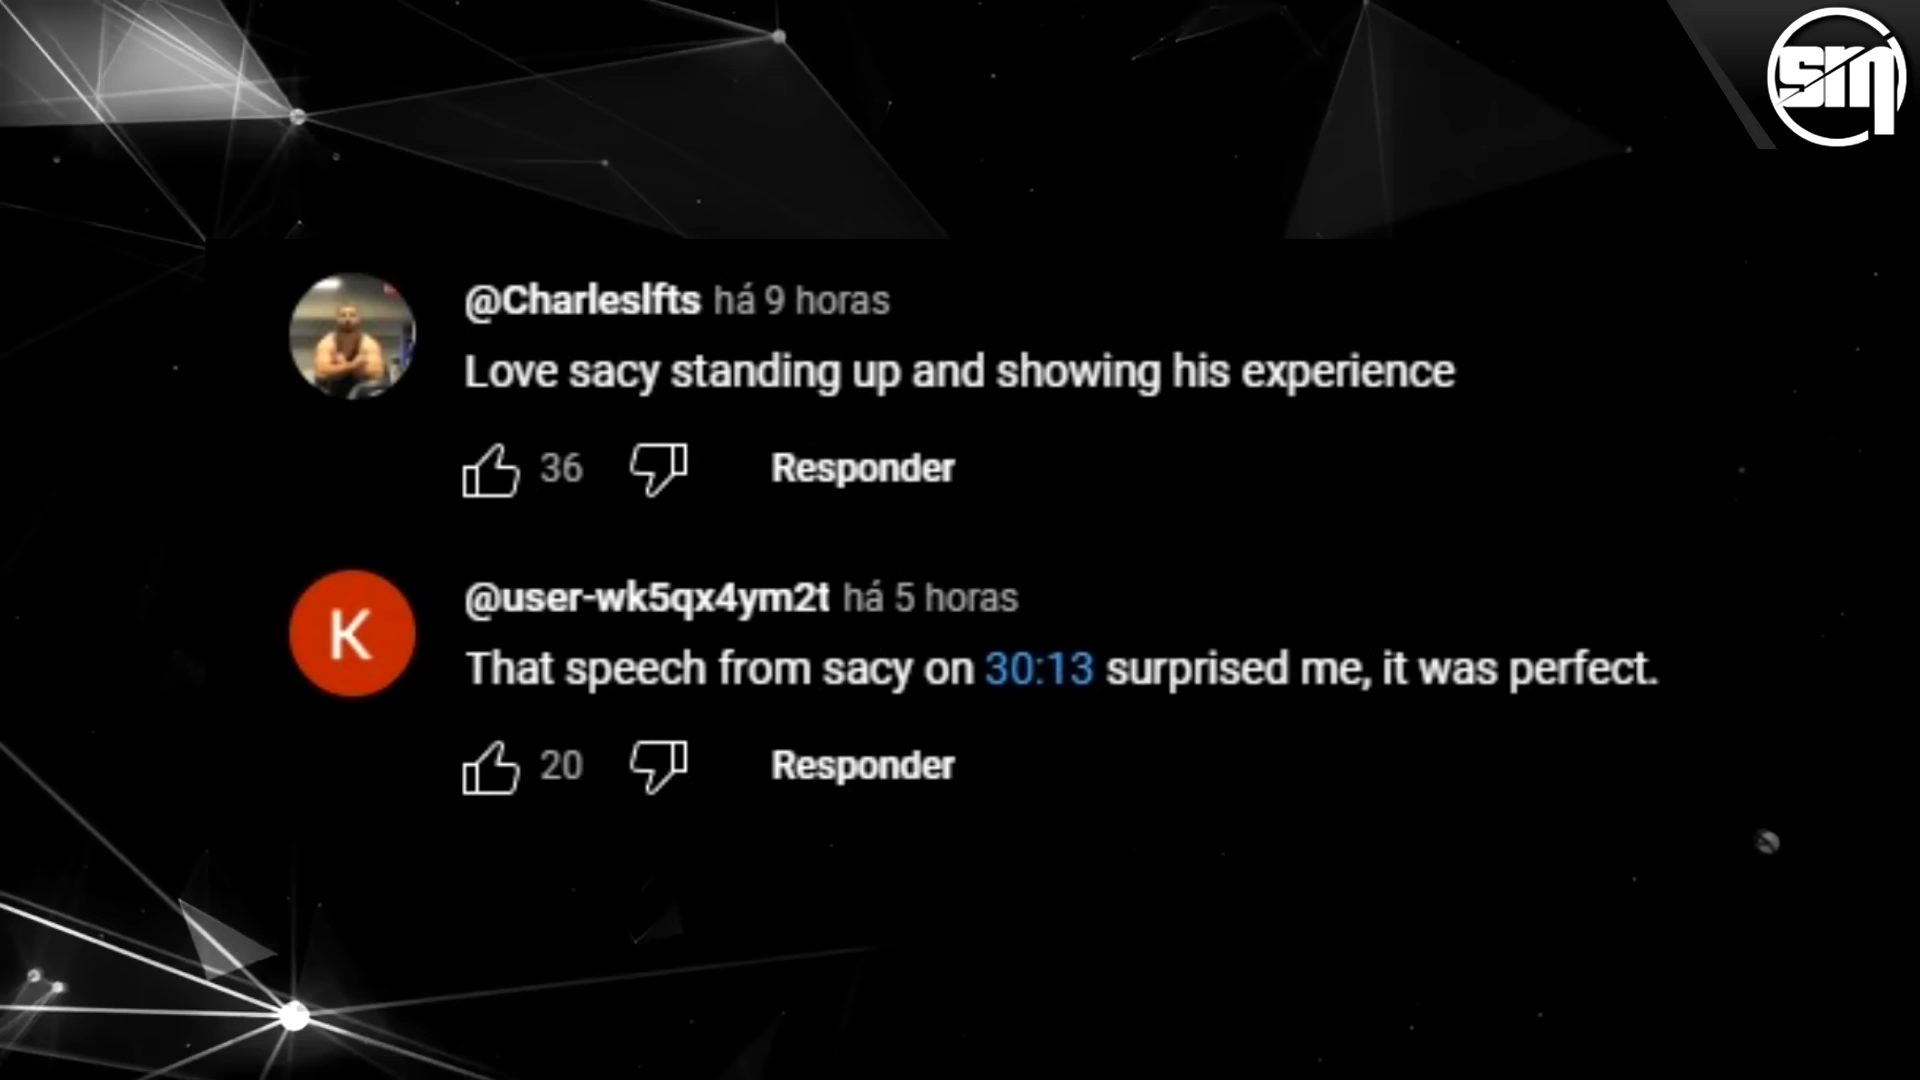 SM
@Charleslfts há 9 horas
Love sacy standing up and showing his experience
36 Responder
K
@user-wk5qx4ym2t há 5 horas
That speech from sacy on 30:13 surprised me, it was perfect.
20 Responder